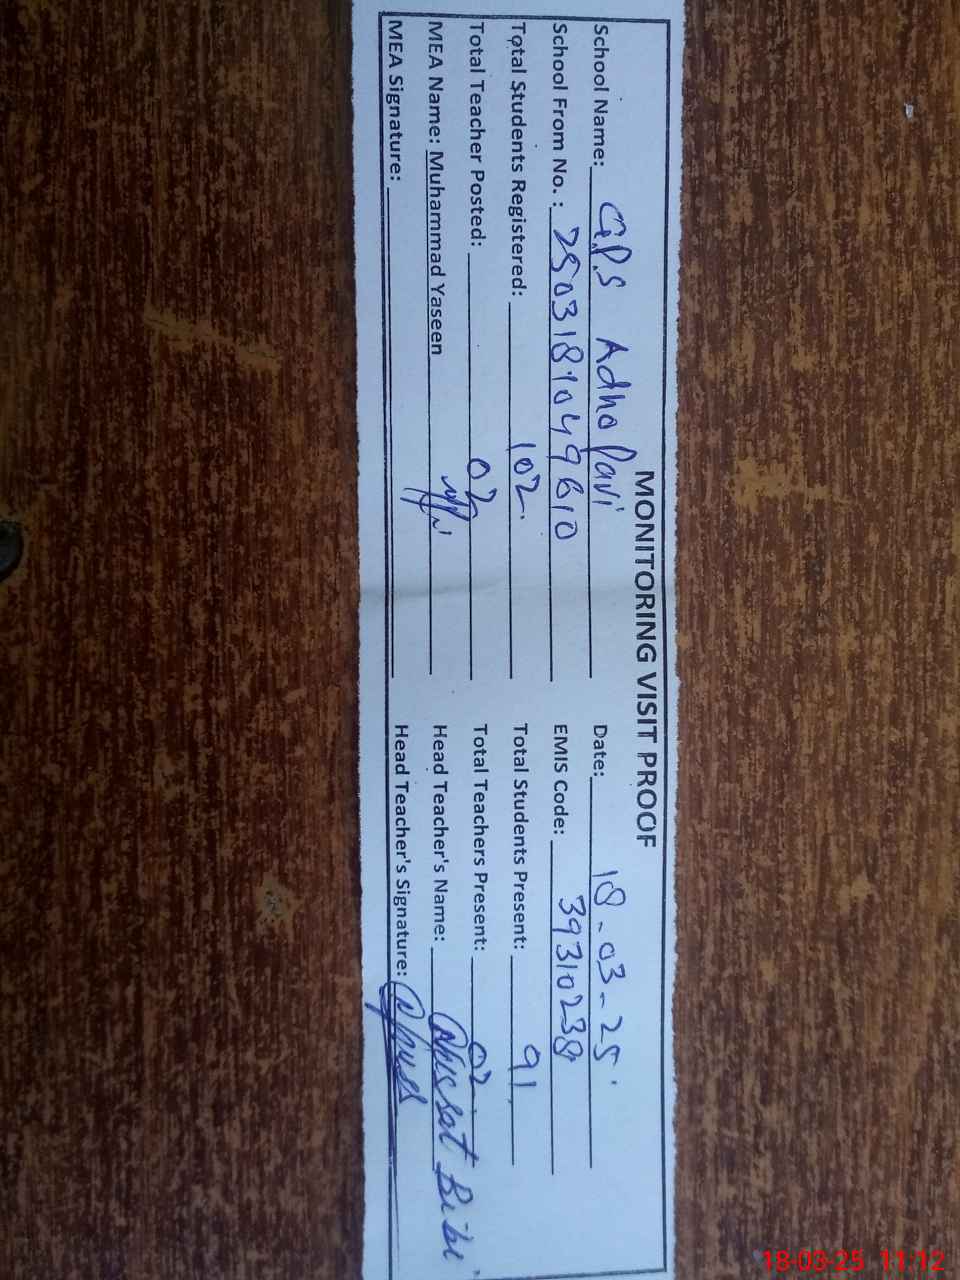 MONITORING VISIT PROOF
School Name: G.P.S Adho Pavi Date: 18-03-25.
School From No. : 2503181049610 EMIS Code: 39310238
Total Students Registered: 102. Total Students Present: 91,
Total Teacher Posted: 02 Total Teachers Present: 02
MEA Name: Muhammad Yaseen Head Teacher's Name: Nussat Bibi
MEA Signature: Head Teacher's Signature:
18-03-25 11:12